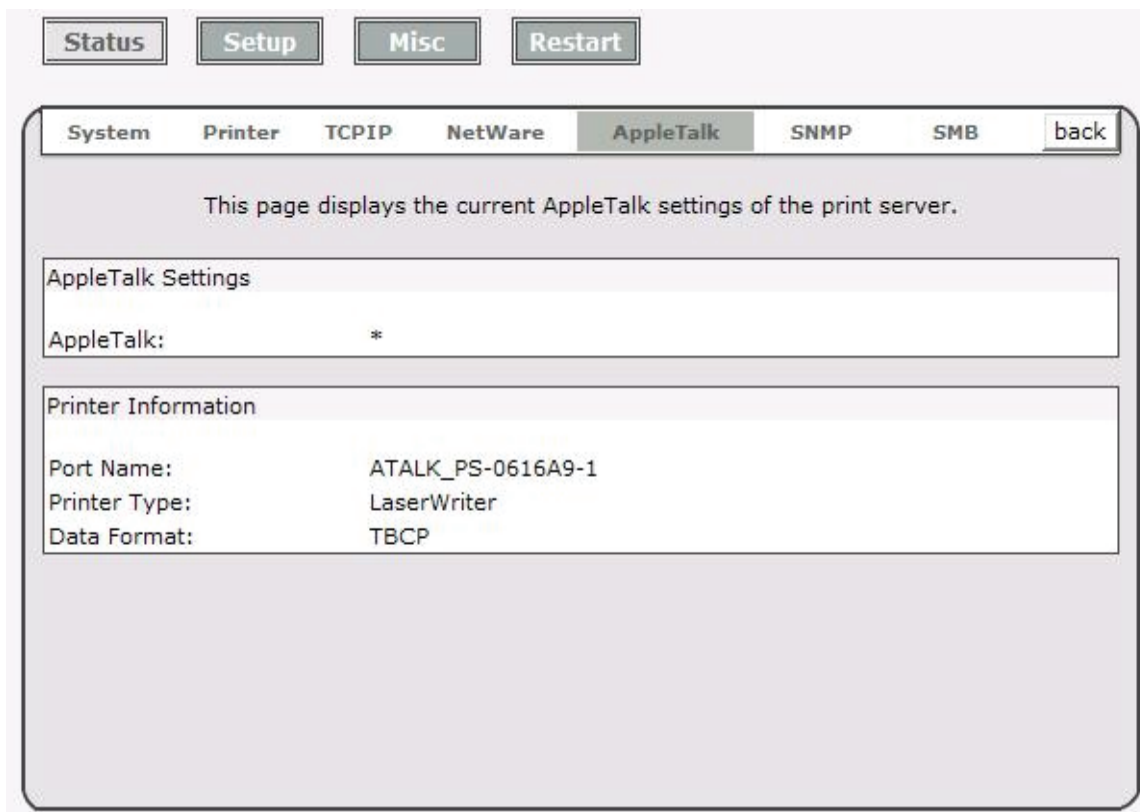 Status Setup Misc Restart
System Printer TCPIP NetWare AppleTalk SNMP SMB back
This page displays the current AppleTalk settings of the print server.
AppleTalk Settings
AppleTalk: *
Printer Information
Port Name: ATALK_PS-0616A9-1
Printer Type: LaserWriter
Data Format: TBCP